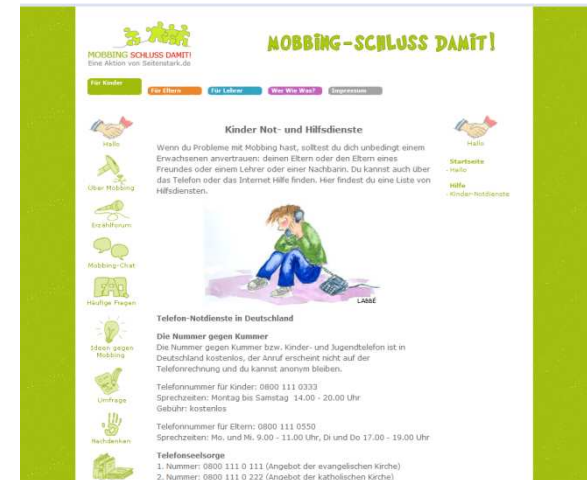 MOBBING SCHLUSS DAMIT!
Eine Aktion von Seitenstark.de
MOBBING-SCHLUSS DAMIT!
Für Kinder
Für Eltern
Für Lehrer
Wer Wie Was?
Impressum
Hallo
Über Mobbing
Erzählforum
Mobbing-Chat
Häufige Fragen
Ideen gegen
Mobbing
Umfrage
Nachdenken
Kinder Not- und Hilfsdienste
Wenn du Probleme mit Mobbing hast, solltest du dich unbedingt einem
Erwachsenen anvertrauen: deinen Eltern oder den Eltern eines
Freundes oder einem Lehrer oder einer Nachbarin. Du kannst auch über
das Telefon oder das Internet Hilfe finden. Hier findest du eine Liste von
Hilfsdiensten.
LABBÉ
Telefon-Notdienste in Deutschland
Die Nummer gegen Kummer
Die Nummer gegen Kummer bzw. Kinder- und Jugendtelefon ist in
Deutschland kostenlos, der Anruf erscheint nicht auf der
Telefonrechnung und du kannst anonym bleiben.
Telefonnummer für Kinder: 0800 111 0333
Sprechzeiten: Montag bis Samstag 14.00 - 20.00 Uhr
Gebühr: kostenlos
Telefonnummer für Eltern: 0800 111 0550
Sprechzeiten: Mo. und Mi. 9.00 - 11.00 Uhr, Di und Do 17.00 - 19.00 Uhr
Telefonseelsorge
1. Nummer: 0800 111 0 111 (Angebot der evangelischen Kirche)
2. Nummer: 0800 111 0 222 (Angebot der katholischen Kirche)
Hallo
Startseite
- Hallo
Hilfe
- Kinder-Notdienste